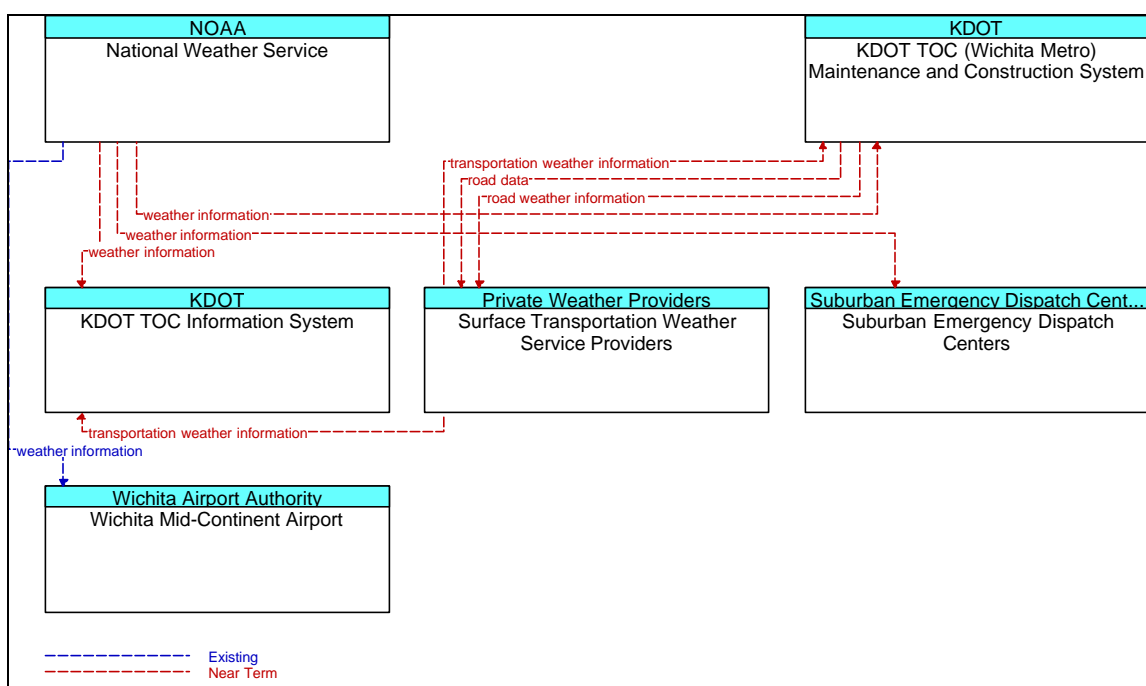 NOAA
National Weather Service
KDOT
KDOT TOC (Wichita Metro)
Maintenance and Construction System
transportation weather information
road data
road weather information
weather information
weather information
weather information
KDOT
KDOT TOC Information System
Private Weather Providers
Surface Transportation Weather
Service Providers
Suburban Emergency Dispatch Cent...
Suburban Emergency Dispatch
Centers
transportation weather information
weather information
Wichita Airport Authority
Wichita Mid-Continent Airport
Existing
Near Term